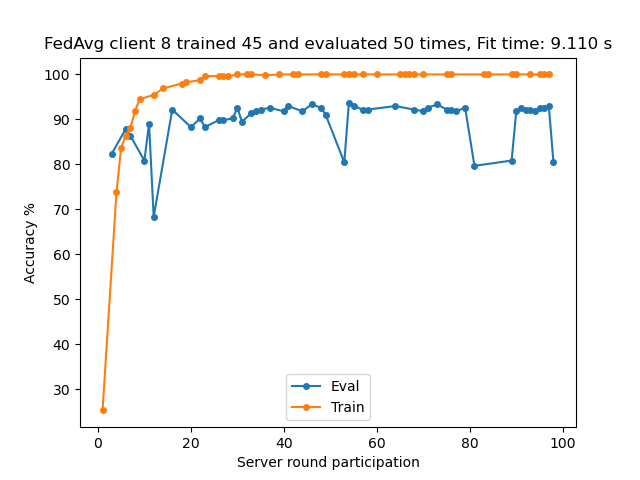 FedAvg client 8 trained 45 and evaluated 50 times, Fit time: 9.110 s
100
90
80
70
60
50
40
30
Accuracy %
Eval
Train
0 20 40 60 80 100
Server round participation